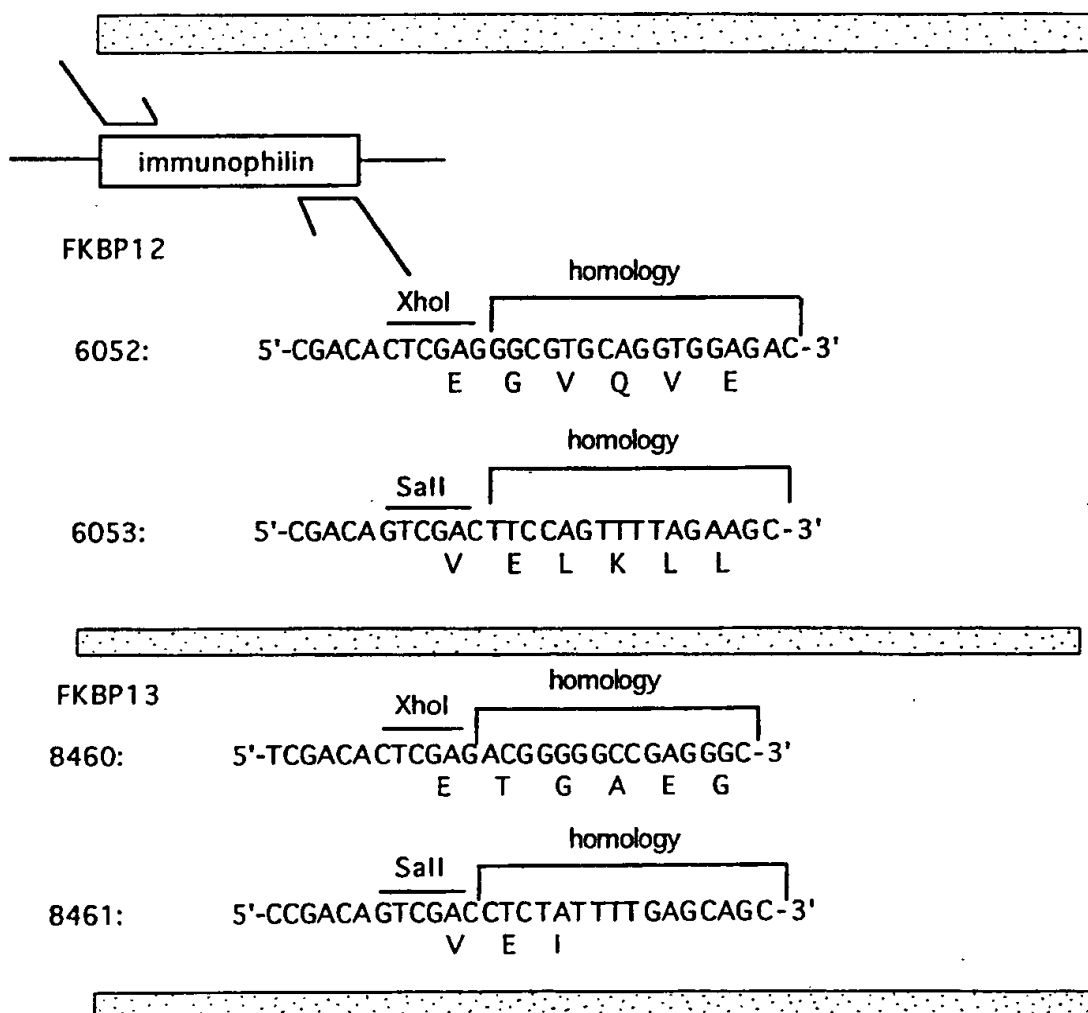 immunophilin
FKBP12
homology
XhoI
6052: 5'-CGACACTCGAGGGCGTGCAGGTGGAGAC-3'
E G V Q V E
homology
SalI
6053: 5'-CGACAGTCGACTTCCAGTTTTAGAAGC-3'
V E L K L L
FKBP13
homology
XhoI
8460: 5'-TCGACACTCGAGACGGGGGCCGAGGGC-3'
E T G A E G
homology
SalI
8461: 5'-CCGACAGTCGACCTCTATTTTGAGCAGC-3'
V E I